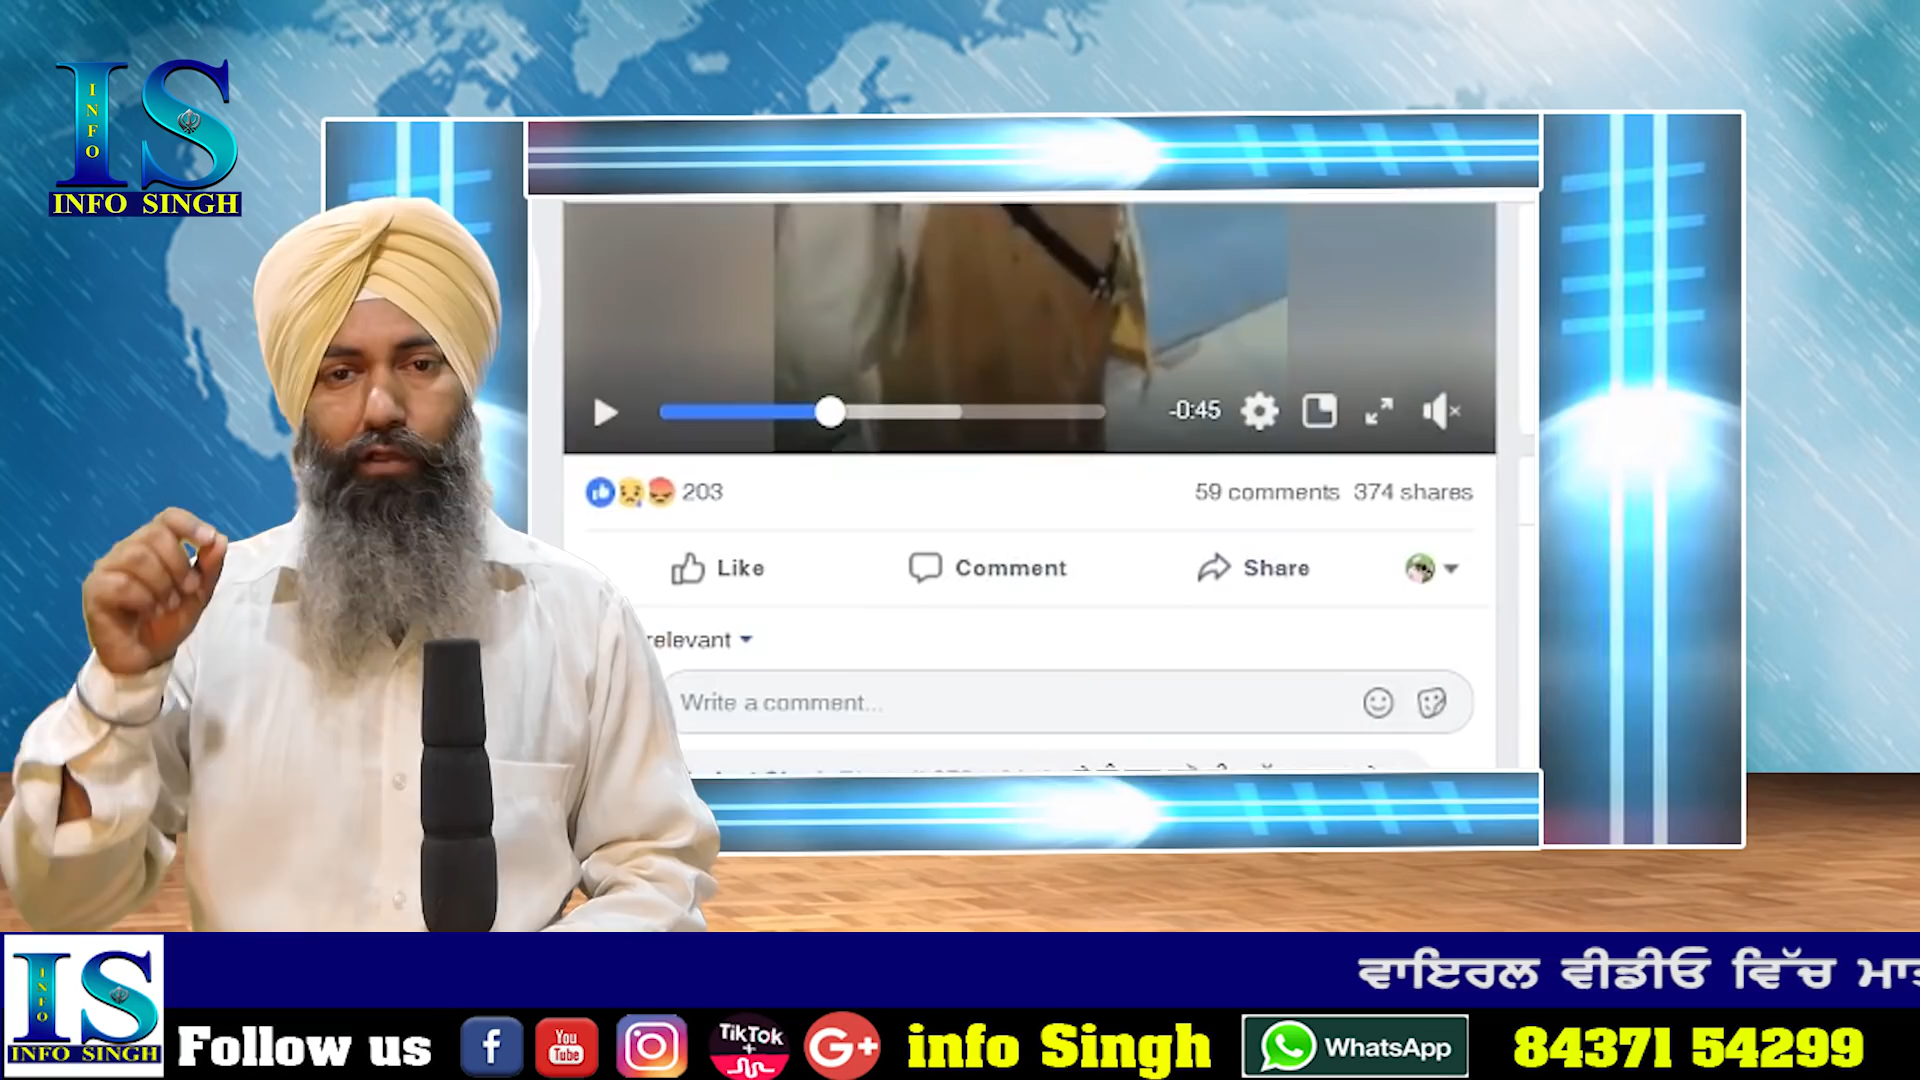 IS
INFO
INFO SINGH
-0:45
203
59 comments 374 shares
Like
Comment
Share
relevant
Write a comment...
ਵਾਇਰਲ ਵੀਡੀਓ ਵਿੱਚ
IS
INFO
INFO SINGH
Follow us
f
You Tube
TikTok
G+
info Singh
WhatsApp
84371 54299